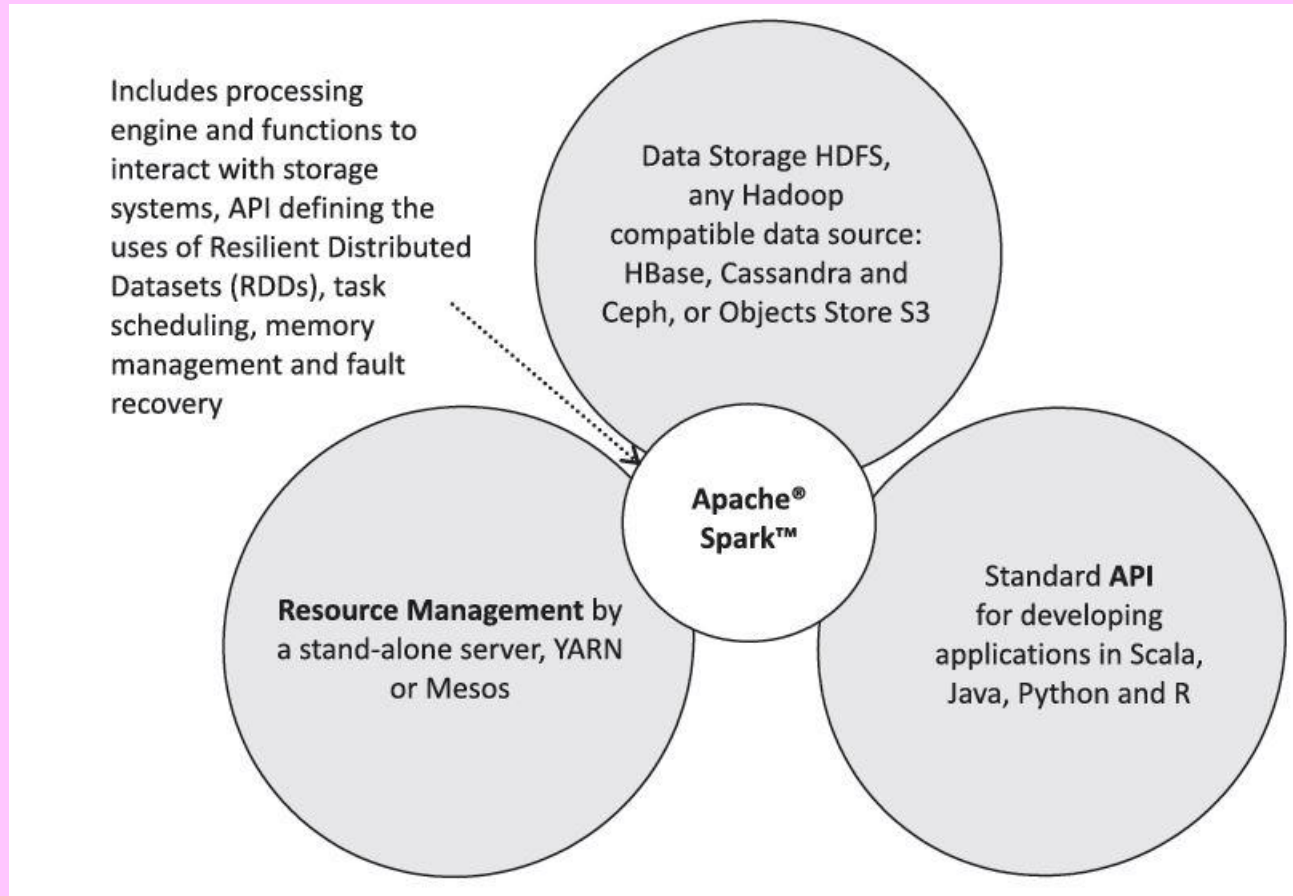 Includes processing
engine and functions to
interact with storage
systems, API defining the
uses of Resilient Distributed
Datasets (RDDs), task
scheduling, memory
management and fault
recovery
Data Storage HDFS,
any Hadoop
compatible data source:
HBase, Cassandra and
Ceph, or Objects Store S3
Apache®
Spark™
Resource Management by
a stand-alone server, YARN
or Mesos
Standard API
for developing
applications in Scala,
Java, Python and R